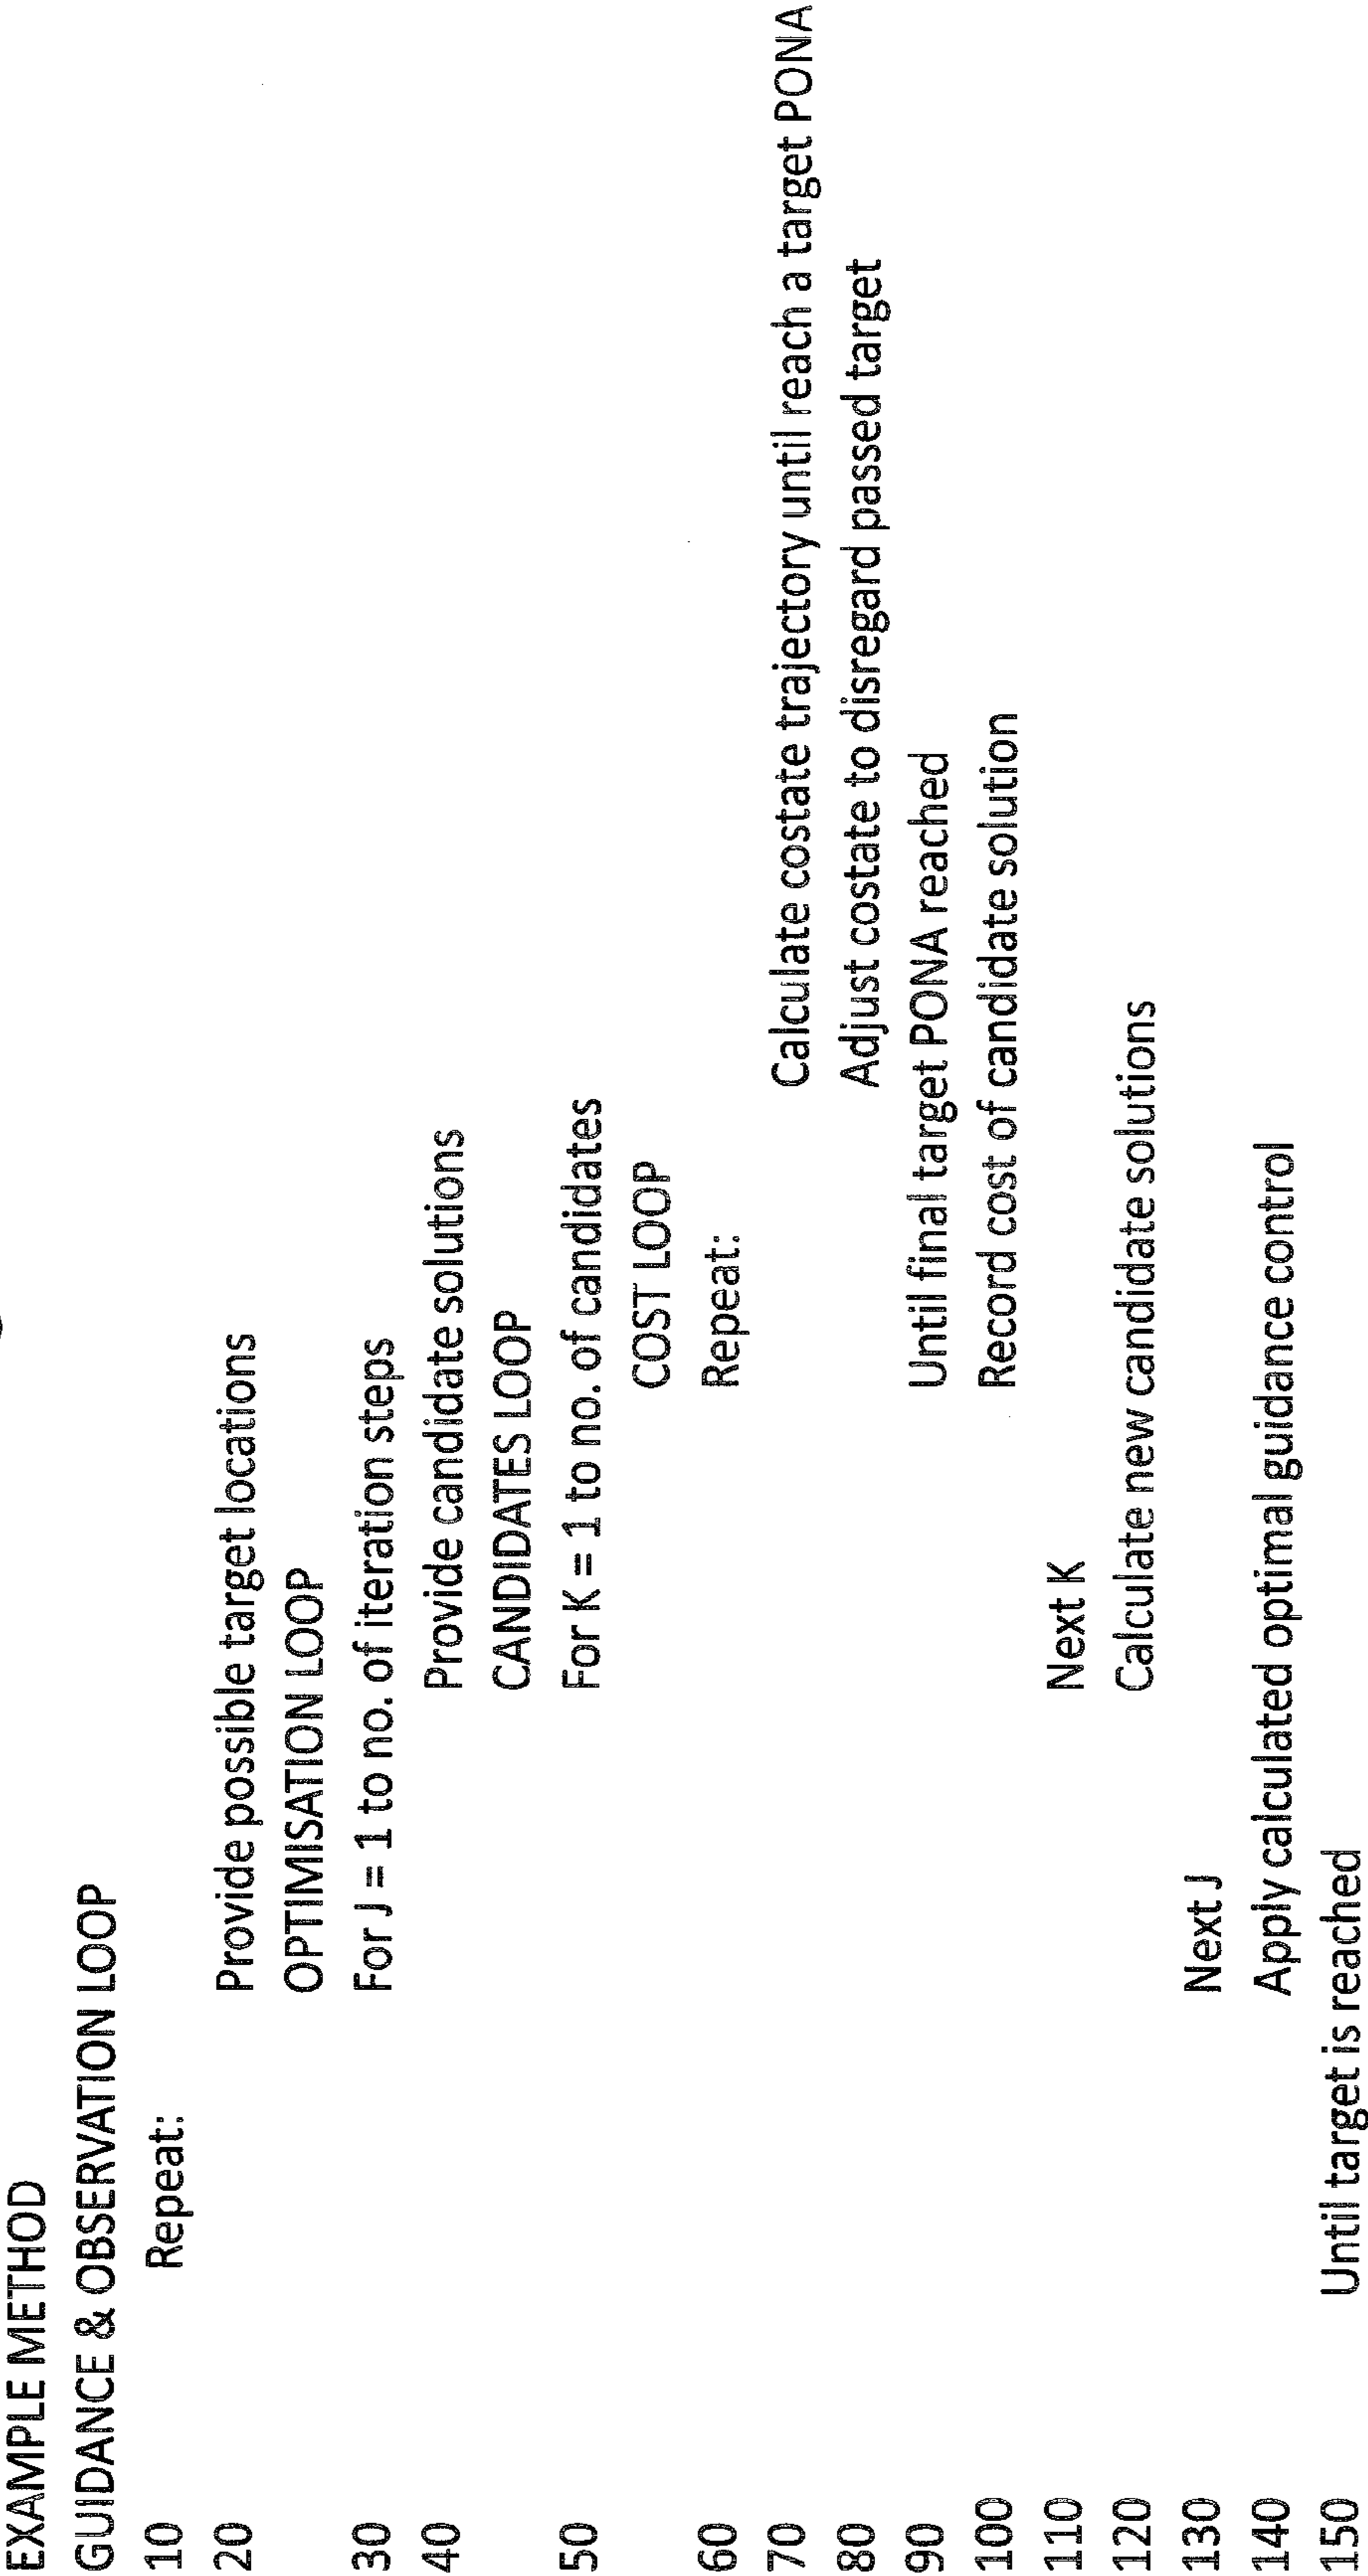 EXAMPLE METHOD
GUIDANCE & OBSERVATION LOOP
10 Repeat:
20 Provide possible target locations
OPTIMISATION LOOP
30 For J = 1 to no. of iteration steps
40 Provide candidate solutions
CANDIDATES LOOP
50 For K = 1 to no. of candidates
COST LOOP
60 Repeat:
70 Calculate costate trajectory until reach a target PONA
80 Adjust costate to disregard passed target
90 Until final target PONA reached
100 Record cost of candidate solution
110 Next K
120 Calculate new candidate solutions
130 Next J
140 Apply calculated optimal guidance control
150 Until target is reached